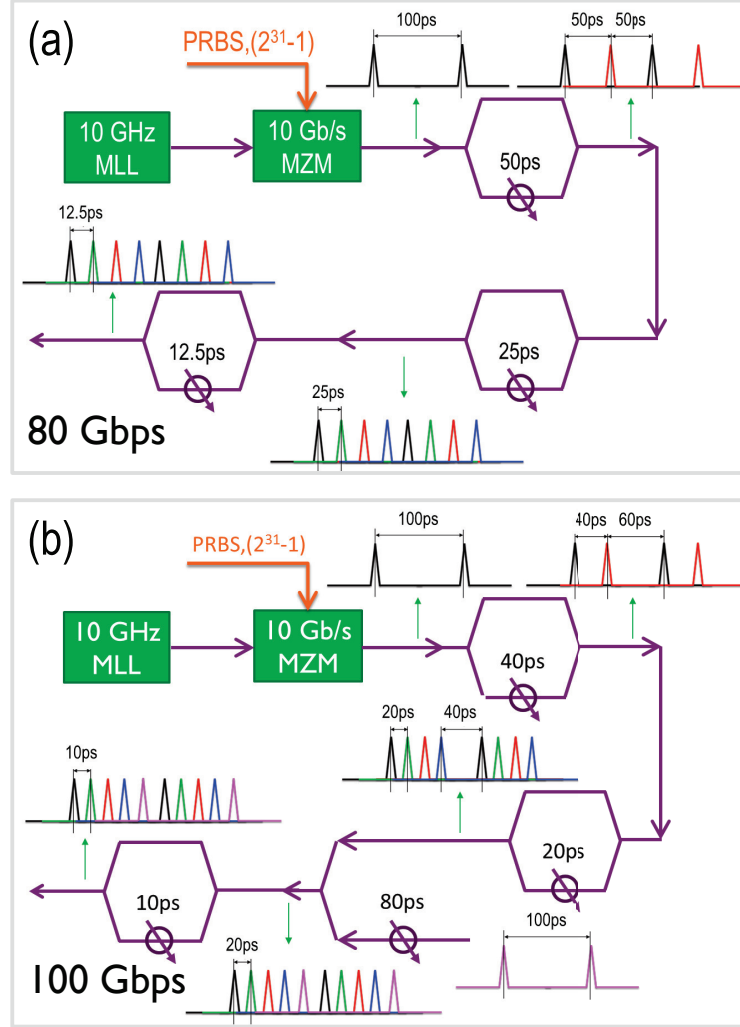 (a)
PRBS,(2³¹-1)
100ps
50ps 50ps
10 GHz
MLL
10 Gb/s
MZM
50ps
12.5ps
12.5ps
25ps
25ps
80 Gbps
(b)
PRBS,(2³¹-1)
100ps
40ps 60ps
10 GHz
MLL
10 Gb/s
MZM
40ps
20ps 40ps
10ps
20ps
10ps
80ps
20ps
100ps
100 Gbps